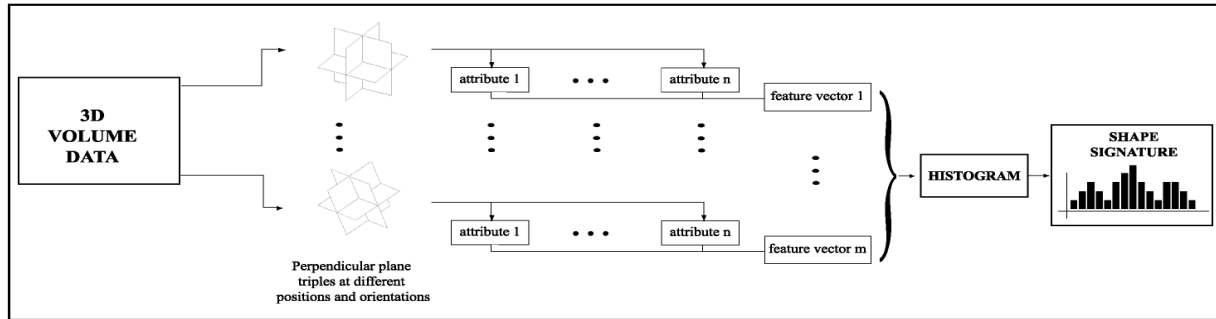 3D
VOLUME
DATA
attribute 1
attribute n
feature vector 1
attribute 1
attribute n
feature vector m
Perpendicular plane
triples at different
positions and orientations
HISTOGRAM
SHAPE
SIGNATURE